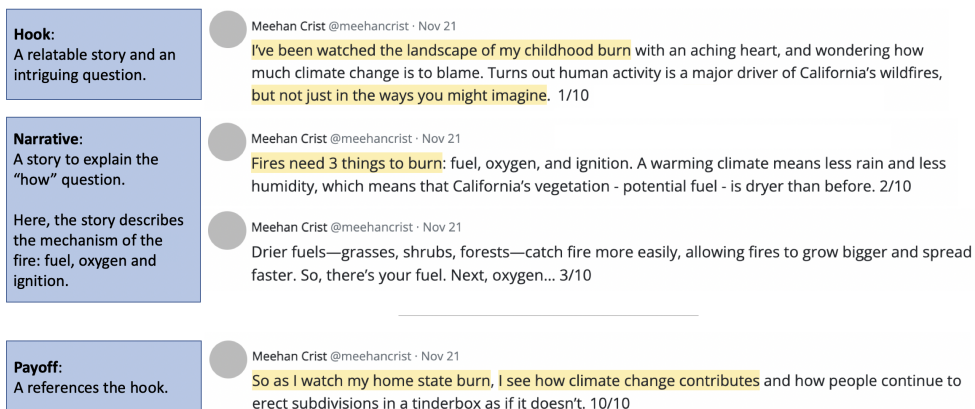 Hook:
A relatable story and an
intriguing question.
Meehan Crist @meehancrist · Nov 21
I've been watched the landscape of my childhood burn with an aching heart, and wondering how
much climate change is to blame. Turns out human activity is a major driver of California's wildfires,
but not just in the ways you might imagine. 1/10
Narrative:
A story to explain the
“how” question.
Here, the story describes
the mechanism of the
fire: fuel, oxygen and
ignition.
Meehan Crist @meehancrist · Nov 21
Fires need 3 things to burn: fuel, oxygen, and ignition. A warming climate means less rain and less
humidity, which means that California's vegetation - potential fuel - is dryer than before. 2/10
Meehan Crist @meehancrist · Nov 21
Drier fuels—grasses, shrubs, forests—catch fire more easily, allowing fires to grow bigger and spread
faster. So, there's your fuel. Next, oxygen... 3/10
Payoff:
A references the hook.
Meehan Crist @meehancrist · Nov 21
So as I watch my home state burn, I see how climate change contributes and how people continue to
erect subdivisions in a tinderbox as if it doesn't. 10/10